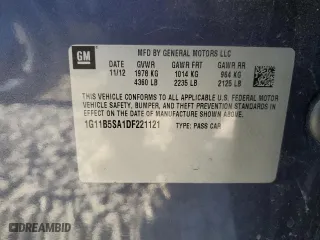 GM
MFD BY GENERAL MOTORS LLC
DATE GVWR GAWR FRT GAWR RR
11/12 1978 KG 1014 KG 964 KG
4360 LB 2235 LB 2125 LB
THIS VEHICLE CONFORMS TO ALL APPLICABLE U.S. FEDERAL MOTOR
VEHICLE SAFETY, BUMPER, AND THEFT PREVENTION STANDARDS
IN EFFECT ON THE DATE OF MANUFACTURE SHOWN ABOVE.
1G11B5SA1DF221121 TYPE: PASS CAR
DREAMBID